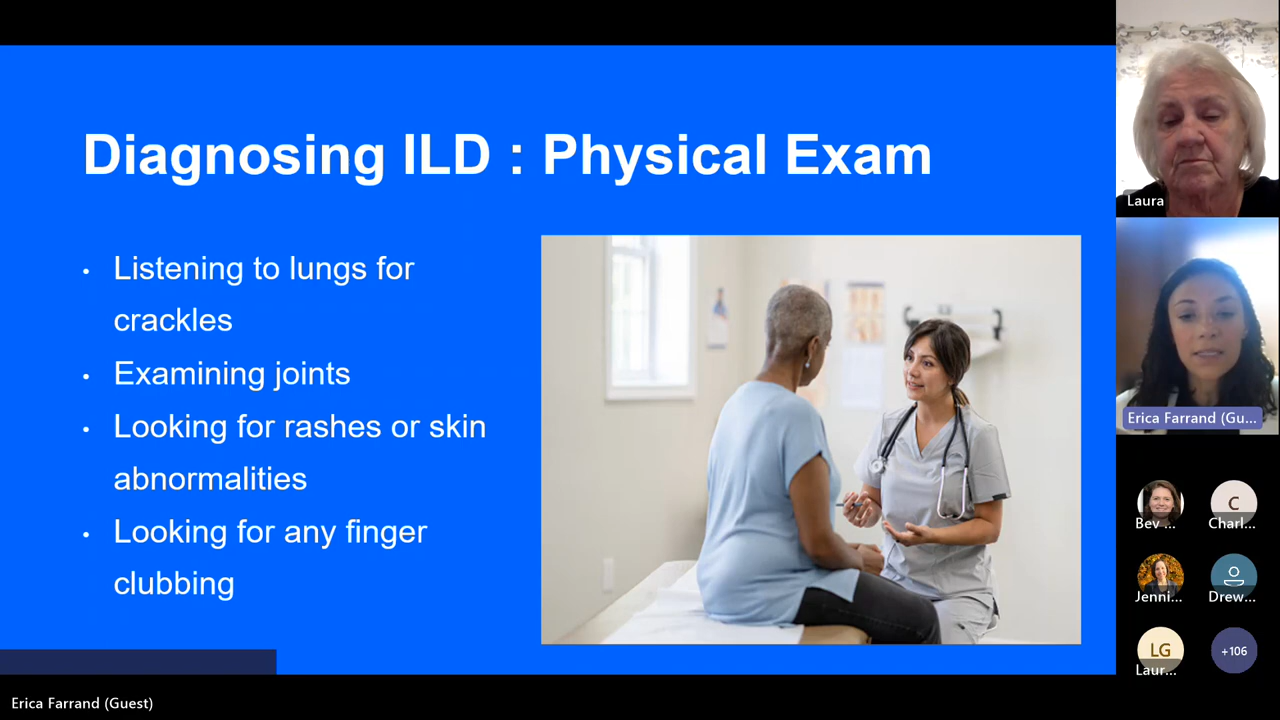 Diagnosing ILD : Physical Exam
• Listening to lungs for
crackles
• Examining joints
• Looking for rashes or skin
abnormalities
• Looking for any finger
clubbing
Laura
Erica Farrand (Gu...
Bev ...
C
Charl...
Jenni...
Drew...
LG
Laur...
+106
Erica Farrand (Guest)